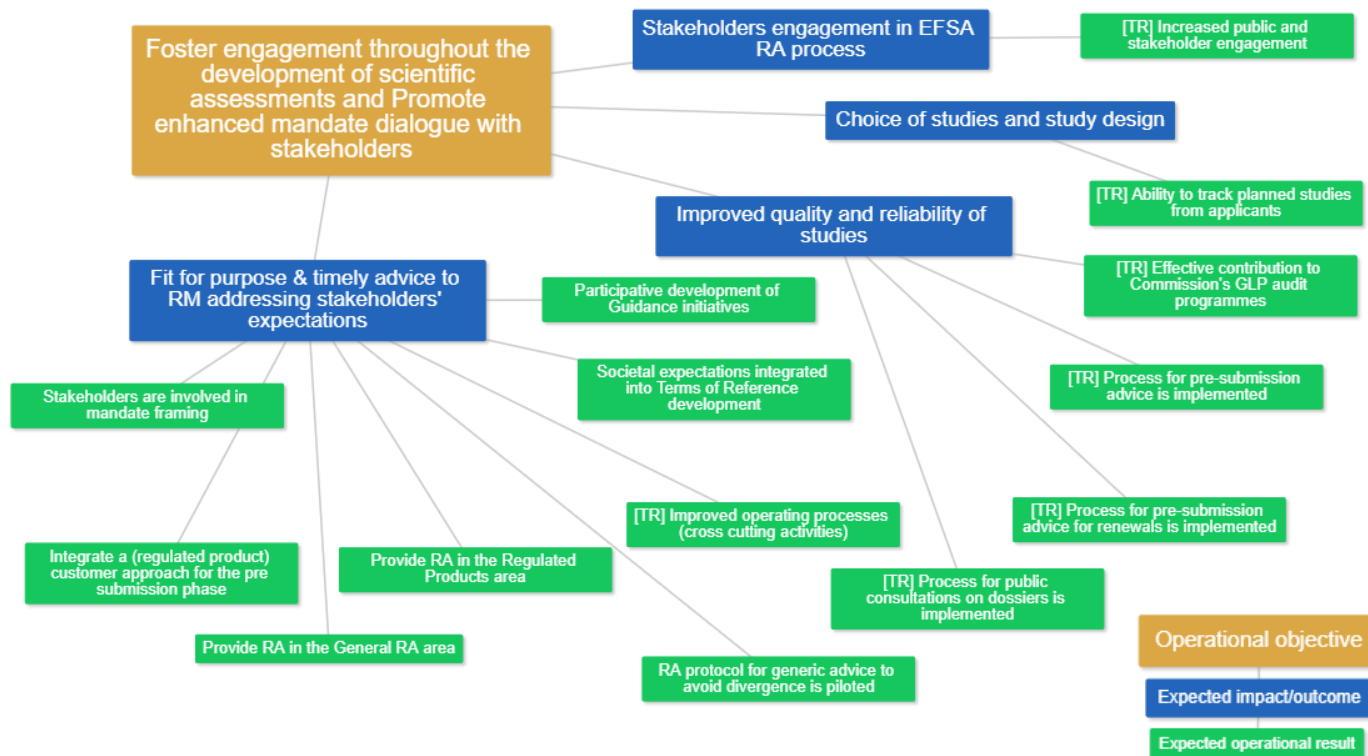 Foster engagement throughout the
development of scientific
assessments and Promote
enhanced mandate dialogue with
stakeholders
Stakeholders engagement in EFSA
RA process
[TR] Increased public and
stakeholder engagement
Choice of studies and study design
[TR] Ability to track planned studies
from applicants
Improved quality and reliability of
studies
[TR] Effective contribution to
Commission's GLP audit
programmes
Fit for purpose & timely advice to
RM addressing stakeholders'
expectations
Participative development of
Guidance initiatives
Societal expectations integrated
into Terms of Reference
development
[TR] Process for pre-submission
advice is implemented
Stakeholders are involved in
mandate framing
[TR] Improved operating processes
(cross cutting activities)
[TR] Process for pre-submission
advice for renewals is implemented
Integrate a (regulated product)
customer approach for the pre
submission phase
Provide RA in the Regulated
Products area
[TR] Process for public
consultations on dossiers is
implemented
Provide RA in the General RA area
RA protocol for generic advice to
avoid divergence is piloted
Operational objective
Expected impact/outcome
Expected operational result